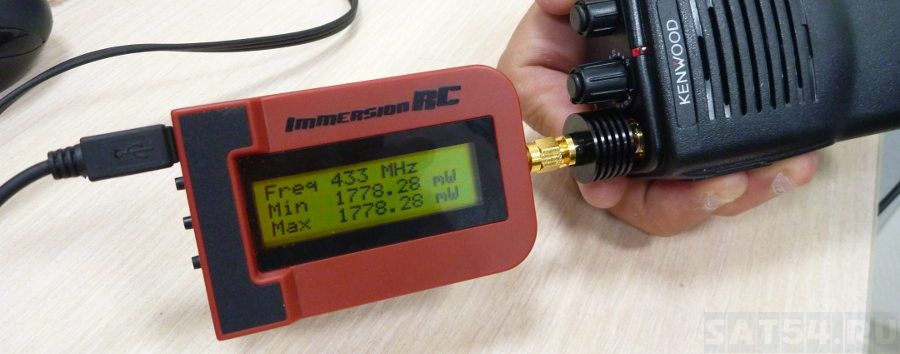 ImmersionRC
Freq 433 MHz
Min 1778.28 mW
Max 1778.28 mW
KENWOOD
SAT54.RU